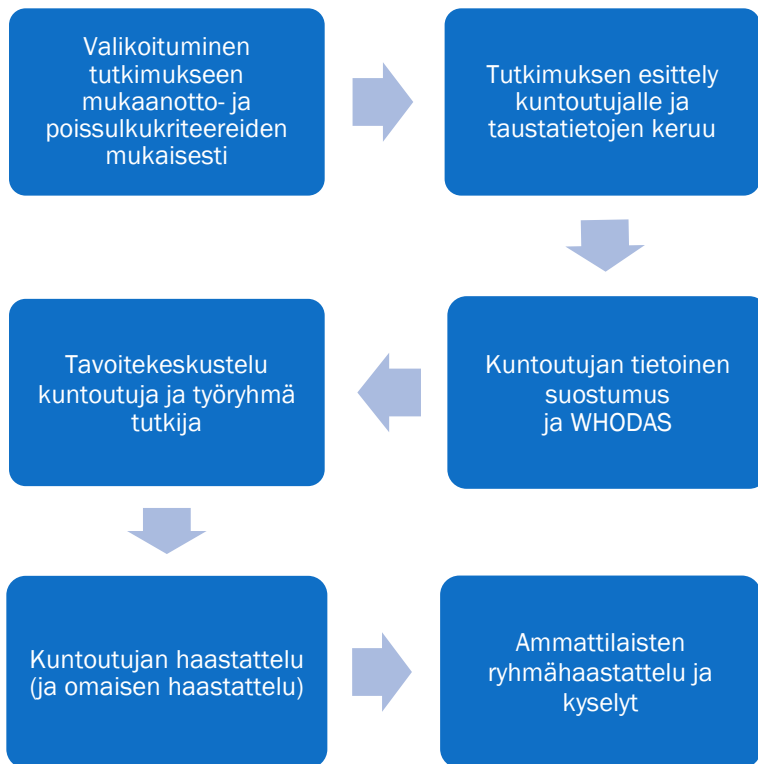 Valikoituminen
tutkimukseen
mukaanotto- ja
poissulkukriteereiden
mukaisesti
Tutkimuksen esittely
kuntoutujalle ja
taustatietojen keruu
Kuntoutujan tietoinen
suostumus
ja WHODAS
Tavoitekeskustelu
kuntoutuja ja työryhmä
tutkija
Kuntoutujan haastattelu
(ja omaisen haastattelu)
Ammattilaisten
ryhmähaastattelu ja
kyselyt